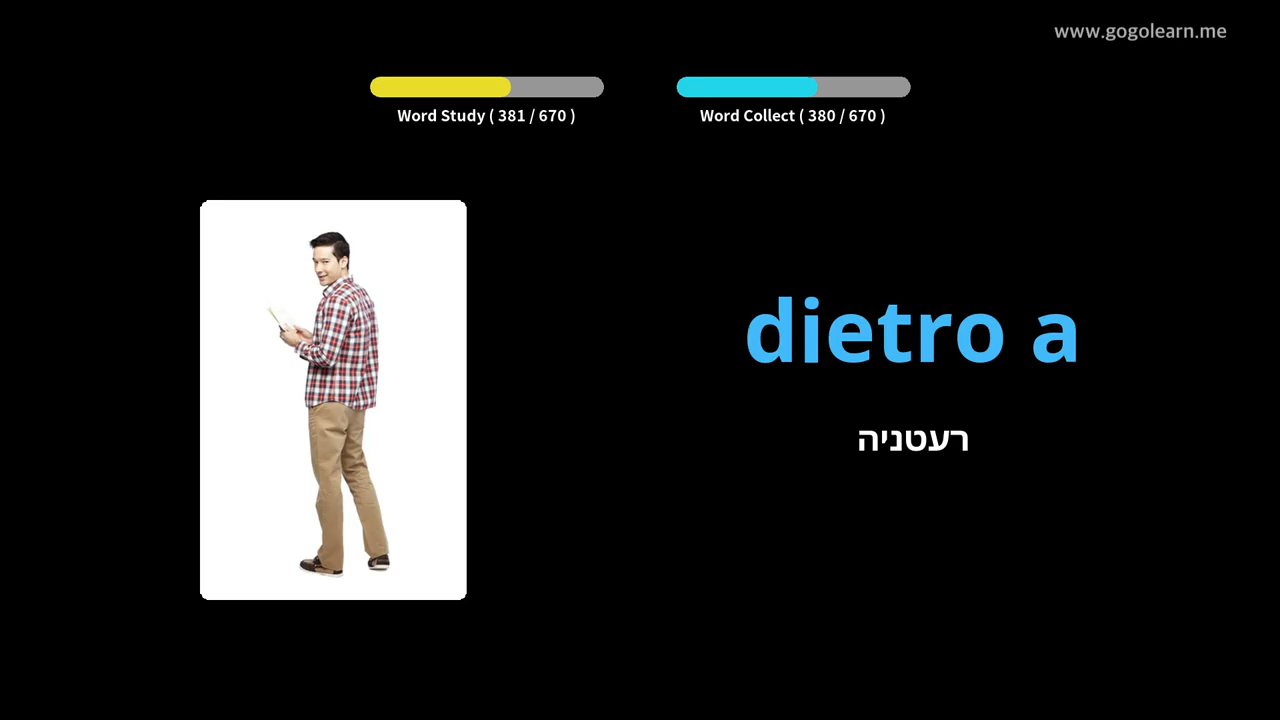 www.gogolearn.me
Word Study ( 381 / 670 )
Word Collect ( 380 / 670 )
dietro a
רעטניה